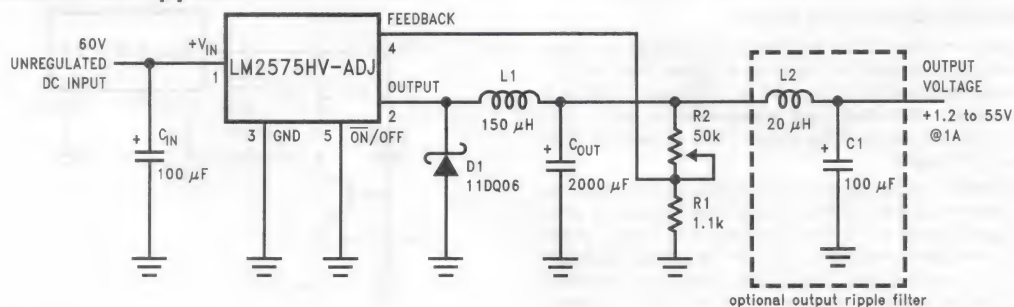 FEEDBACK
60V
UNREGULATED
DC INPUT
+VIN
1
LM2575HV-ADJ
4
OUTPUT
2
3 GND
5 ON/OFF
+ CIN
100 µF
D1
11DQ06
L1
150 µH
+ COUT
2000 µF
R2
50k
R1
1.1k
L2
20 µH
+ C1
100 µF
OUTPUT
VOLTAGE
+1.2 to 55V
@1A
optional output ripple filter